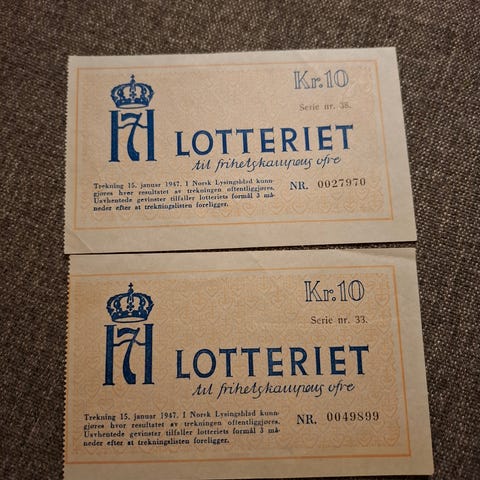 Kr. 10
Serie nr. 38.
H7
LOTTERIET
til frihetskampens ofre
Trekning 15. januar 1947. I Norsk Lysingsblad kunn-
gjøres hvor resultatet av trekningen offentliggjøres.
Uavhentede gevinster tilfaller lotteriets formål 3 må-
neder efter at trekningslisten foreligger.
NR. 0027970
Kr. 10
Serie nr. 33.
H7
LOTTERIET
til frihetskampens ofre
Trekning 15. januar 1947. I Norsk Lysingsblad kunn-
gjøres hvor resultatet av trekningen offentliggjøres.
Uavhentede gevinster tilfaller lotteriets formål 3 må-
neder efter at trekningslisten foreligger.
NR. 0049899